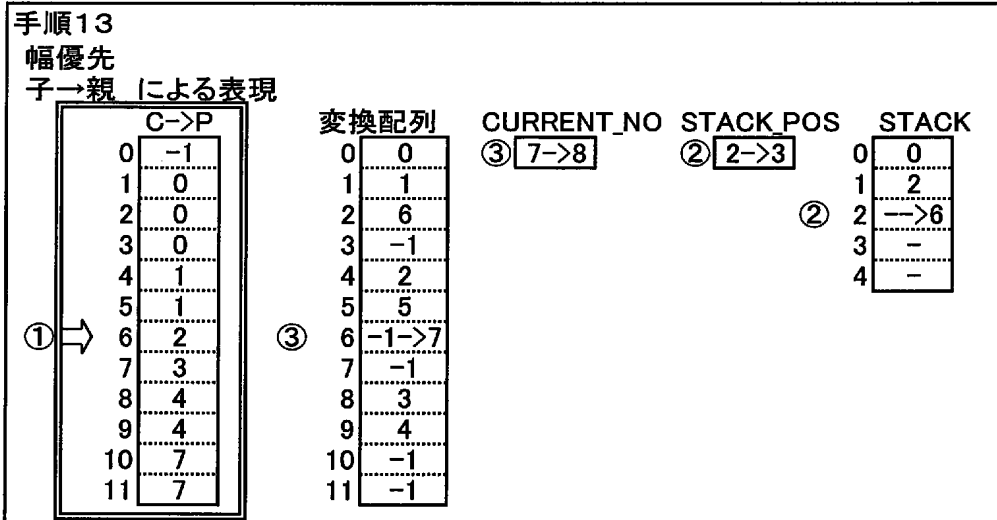 手順13
幅優先
子→親 による表現
C->P 変換配列 CURRENT_NO STACK_POS STACK
0 -1 0 0 ③ 7->8 ② 2->3 0 0
1 0 1 1 1 2
2 0 2 6 ② 2 -->6
3 0 3 -1 3 -
4 1 4 2 4 -
5 1 5 5
① ⇨ 6 2 ③ 6 -1->7
7 3 7 -1
8 4 8 3
9 4 9 4
10 7 10 -1
11 7 11 -1